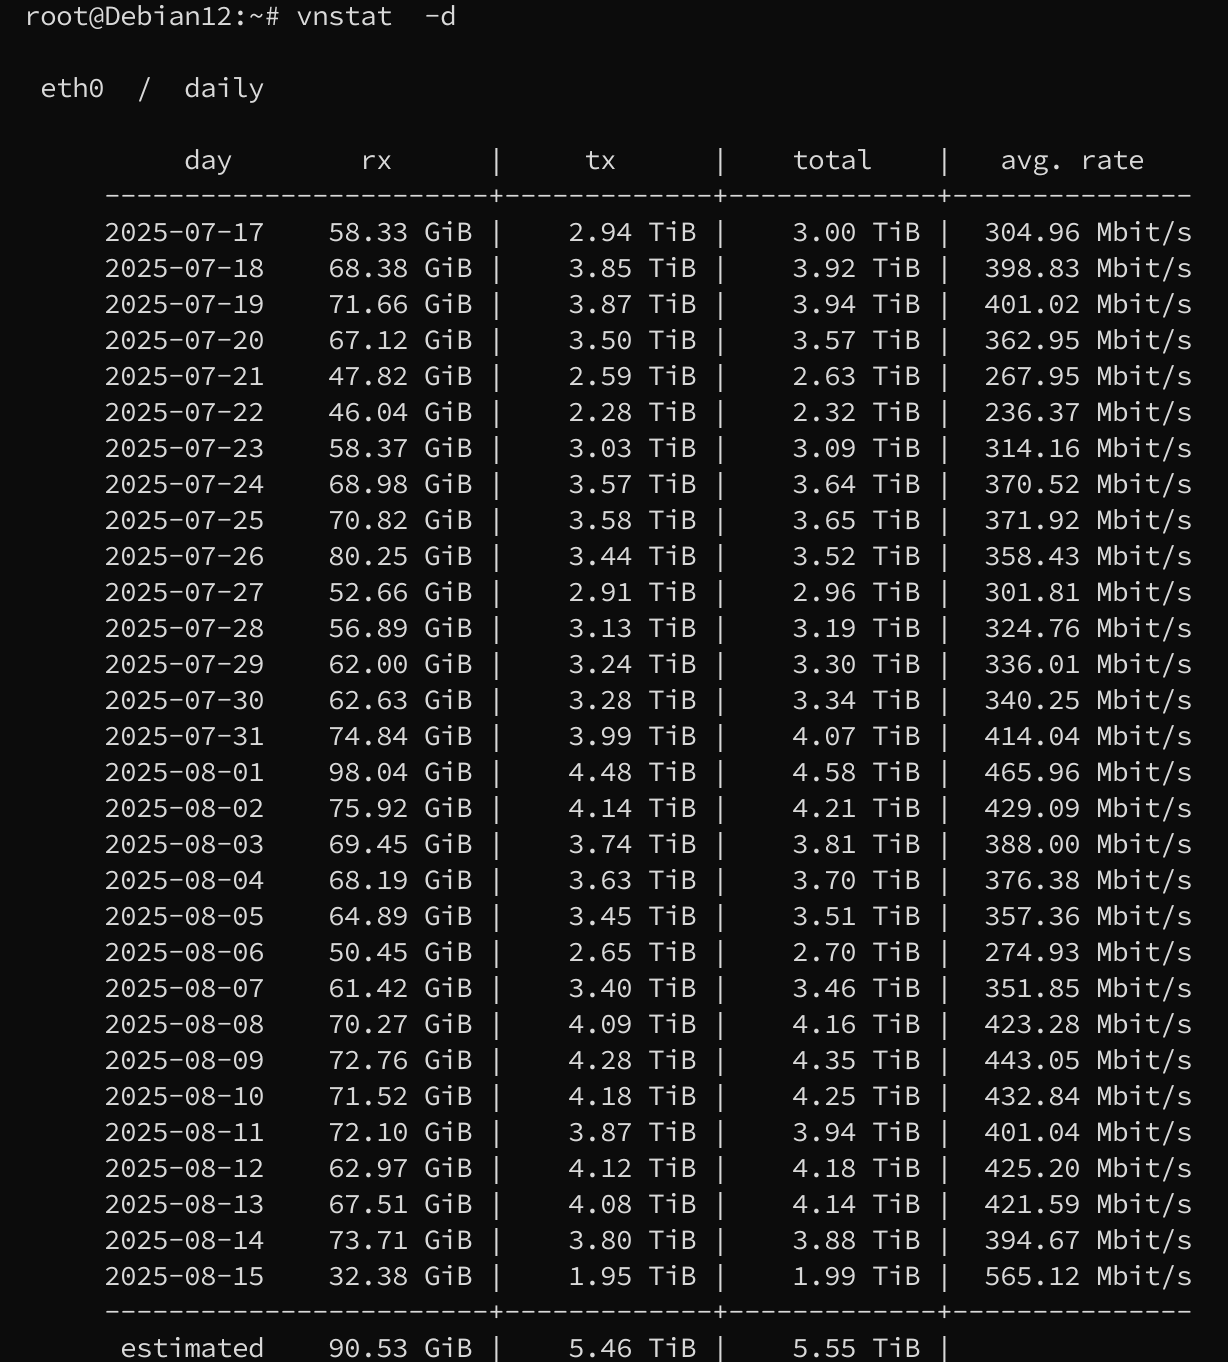 root@Debian12:~# vnstat  -d
eth0  /  daily
day        rx      |     tx      |    total    |   avg. rate
------------------------+-------------+-------------+---------------
2025-07-17    58.33 GiB |    2.94 TiB |    3.00 TiB |  304.96 Mbit/s
2025-07-18    68.38 GiB |    3.85 TiB |    3.92 TiB |  398.83 Mbit/s
2025-07-19    71.66 GiB |    3.87 TiB |    3.94 TiB |  401.02 Mbit/s
2025-07-20    67.12 GiB |    3.50 TiB |    3.57 TiB |  362.95 Mbit/s
2025-07-21    47.82 GiB |    2.59 TiB |    2.63 TiB |  267.95 Mbit/s
2025-07-22    46.04 GiB |    2.28 TiB |    2.32 TiB |  236.37 Mbit/s
2025-07-23    58.37 GiB |    3.03 TiB |    3.09 TiB |  314.16 Mbit/s
2025-07-24    68.98 GiB |    3.57 TiB |    3.64 TiB |  370.52 Mbit/s
2025-07-25    70.82 GiB |    3.58 TiB |    3.65 TiB |  371.92 Mbit/s
2025-07-26    80.25 GiB |    3.44 TiB |    3.52 TiB |  358.43 Mbit/s
2025-07-27    52.66 GiB |    2.91 TiB |    2.96 TiB |  301.81 Mbit/s
2025-07-28    56.89 GiB |    3.13 TiB |    3.19 TiB |  324.76 Mbit/s
2025-07-29    62.00 GiB |    3.24 TiB |    3.30 TiB |  336.01 Mbit/s
2025-07-30    62.63 GiB |    3.28 TiB |    3.34 TiB |  340.25 Mbit/s
2025-07-31    74.84 GiB |    3.99 TiB |    4.07 TiB |  414.04 Mbit/s
2025-08-01    98.04 GiB |    4.48 TiB |    4.58 TiB |  465.96 Mbit/s
2025-08-02    75.92 GiB |    4.14 TiB |    4.21 TiB |  429.09 Mbit/s
2025-08-03    69.45 GiB |    3.74 TiB |    3.81 TiB |  388.00 Mbit/s
2025-08-04    68.19 GiB |    3.63 TiB |    3.70 TiB |  376.38 Mbit/s
2025-08-05    64.89 GiB |    3.45 TiB |    3.51 TiB |  357.36 Mbit/s
2025-08-06    50.45 GiB |    2.65 TiB |    2.70 TiB |  274.93 Mbit/s
2025-08-07    61.42 GiB |    3.40 TiB |    3.46 TiB |  351.85 Mbit/s
2025-08-08    70.27 GiB |    4.09 TiB |    4.16 TiB |  423.28 Mbit/s
2025-08-09    72.76 GiB |    4.28 TiB |    4.35 TiB |  443.05 Mbit/s
2025-08-10    71.52 GiB |    4.18 TiB |    4.25 TiB |  432.84 Mbit/s
2025-08-11    72.10 GiB |    3.87 TiB |    3.94 TiB |  401.04 Mbit/s
2025-08-12    62.97 GiB |    4.12 TiB |    4.18 TiB |  425.20 Mbit/s
2025-08-13    67.51 GiB |    4.08 TiB |    4.14 TiB |  421.59 Mbit/s
2025-08-14    73.71 GiB |    3.80 TiB |    3.88 TiB |  394.67 Mbit/s
2025-08-15    32.38 GiB |    1.95 TiB |    1.99 TiB |  565.12 Mbit/s
------------------------+-------------+-------------+---------------
estimated    90.53 GiB |    5.46 TiB |    5.55 TiB |